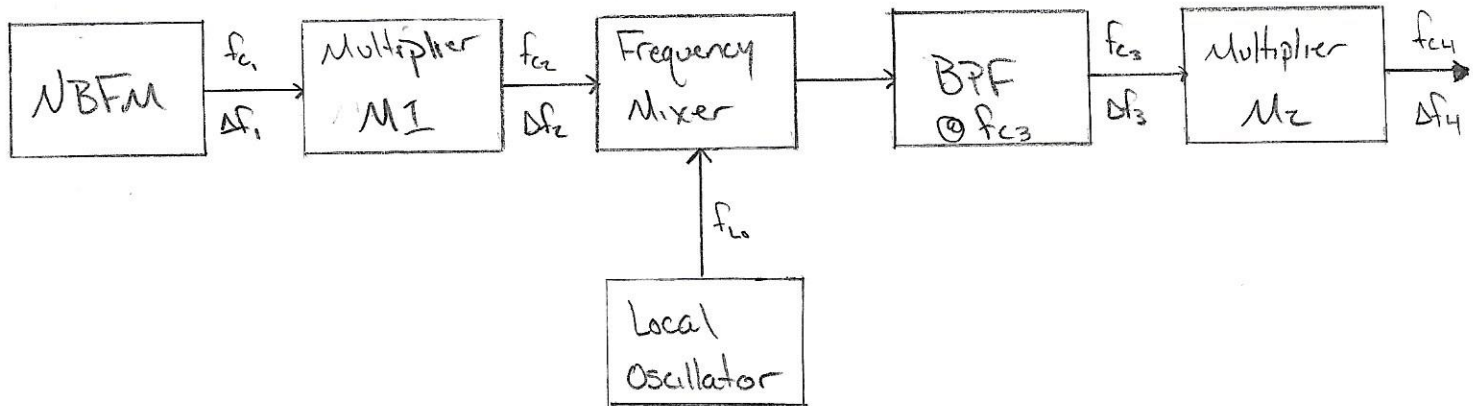 NBFM
fc1
Δf1
Multiplier
M1
fc2
Δf2
Frequency
Mixer
BPF
@ fc3
fc3
Δf3
Multiplier
M2
fc4
Δf4
fLo
Local
Oscillator